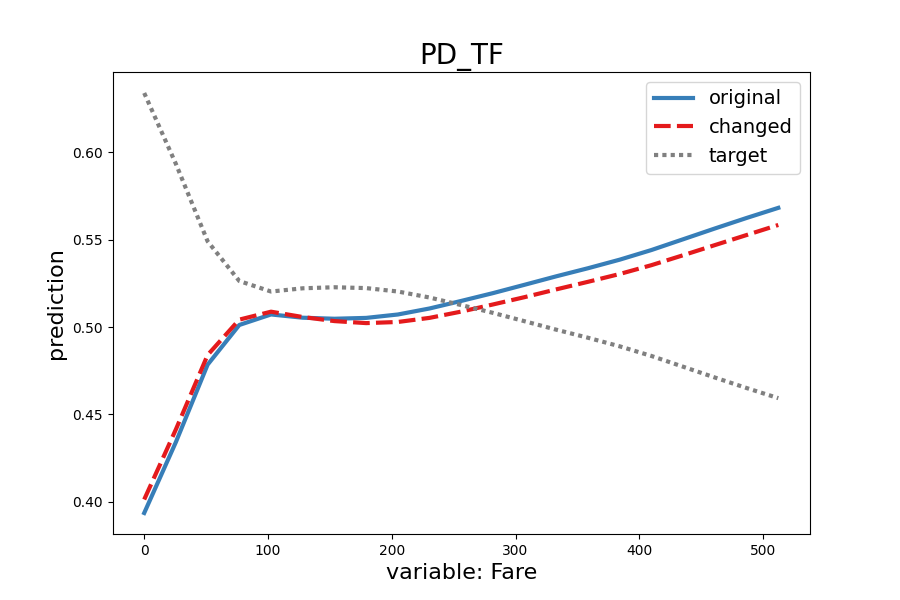 PD_TF
original
changed
target
prediction
0.60
0.55
0.50
0.45
0.40
0 100 200 300 400 500
variable: Fare